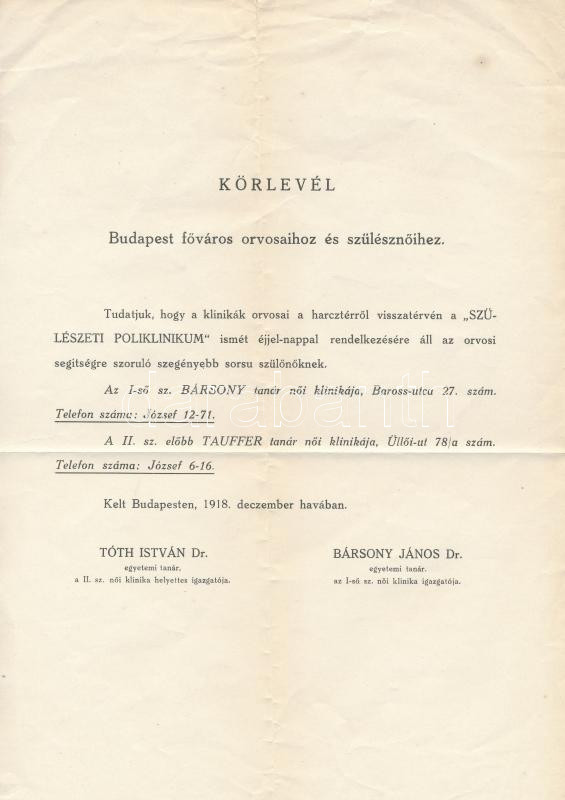 KÖRLEVÉL
Budapest főváros orvosaihoz és szülésznőihez.
Tudatjuk, hogy a klinikák orvosai a harcztérről visszatérvén a „SZÜ-
LÉSZETI POLIKLINIKUM" ismét éjjel-nappal rendelkezésére áll az orvosi
segitségre szoruló szegényebb sorsu szülőnőknek.
Az I-ső sz. BÁRSONY tanár női klinikája, Baross-utca 27. szám.
Telefon száma: József 12-71.
A II. sz. előbb TAUFFER tanár női klinikája, Üllői-ut 78/a szám.
Telefon száma: József 6-16.
Kelt Budapesten, 1918. deczember havában.
TÓTH ISTVÁN Dr.
egyetemi tanár.
a II. sz. női klinika helyettes igazgatója.
BÁRSONY JÁNOS Dr.
egyetemi tanár.
az I-ső sz. női klinika igazgatója.
darabanth